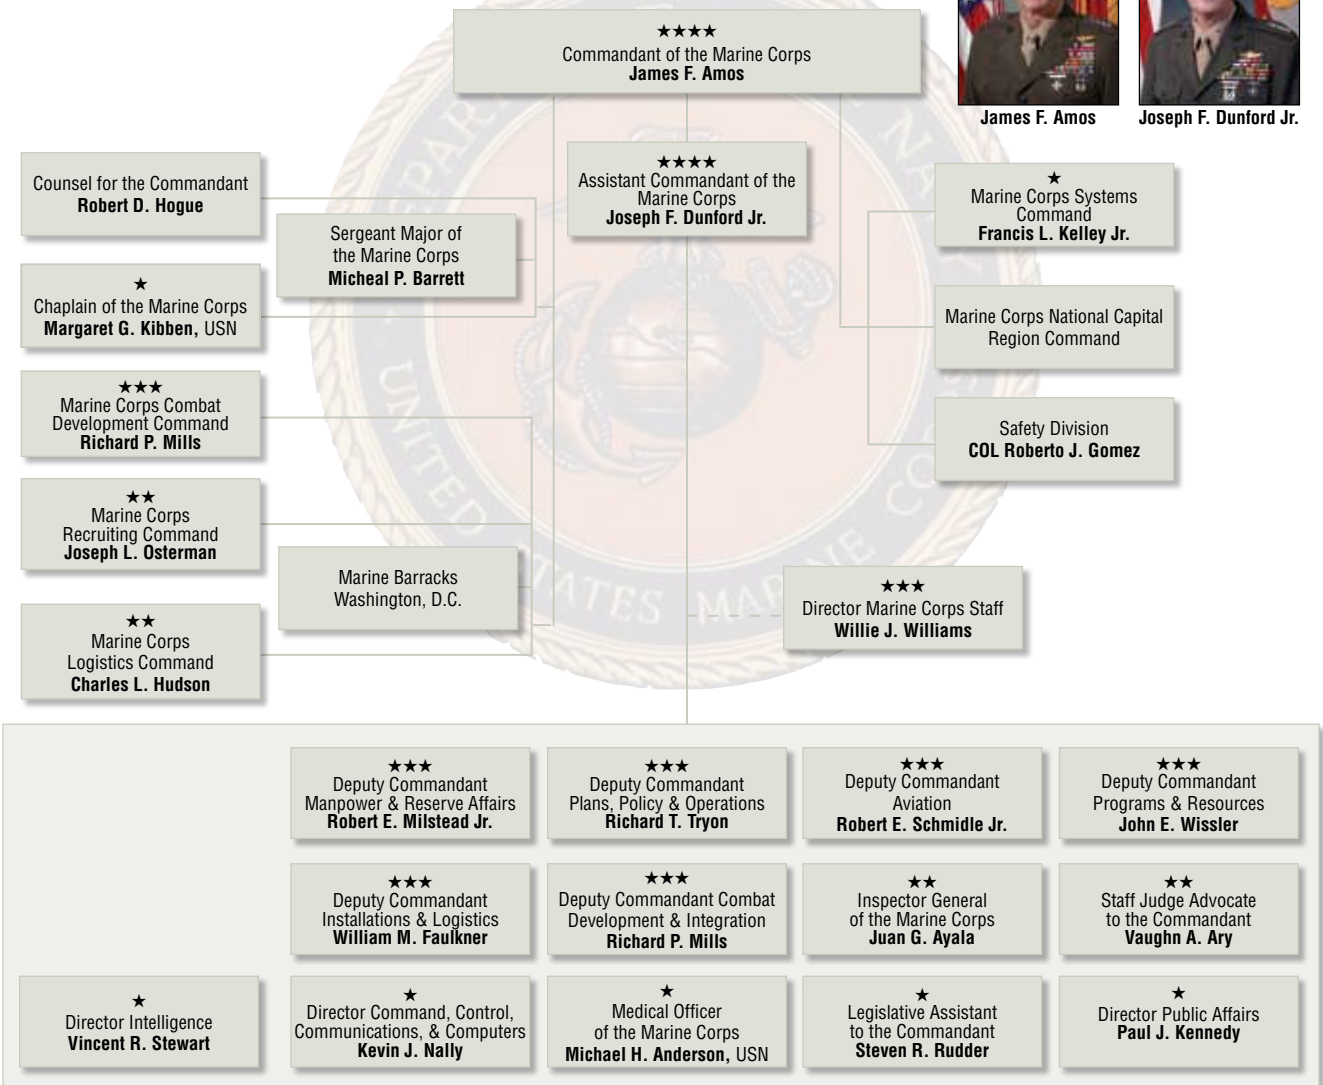 ★★★★
Commandant of the Marine Corps
James F. Amos
James F. Amos
Joseph F. Dunford Jr.
Counsel for the Commandant
Robert D. Hogue
Sergeant Major of
the Marine Corps
Micheal P. Barrett
★★★★
Assistant Commandant of the
Marine Corps
Joseph F. Dunford Jr.
★
Marine Corps Systems
Command
Francis L. Kelley Jr.
★
Chaplain of the Marine Corps
Margaret G. Kibben, USN
Marine Corps National Capital
Region Command
★★★
Marine Corps Combat
Development Command
Richard P. Mills
Safety Division
COL Roberto J. Gomez
★★
Marine Corps
Recruiting Command
Joseph L. Osterman
Marine Barracks
Washington, D.C.
★★★
Director Marine Corps Staff
Willie J. Williams
★★
Marine Corps
Logistics Command
Charles L. Hudson
UNITED STATES MARINE CORPS
★★★
Deputy Commandant
Manpower & Reserve Affairs
Robert E. Milstead Jr.
★★★
Deputy Commandant
Plans, Policy & Operations
Richard T. Tryon
★★★
Deputy Commandant
Aviation
Robert E. Schmidle Jr.
★★★
Deputy Commandant
Programs & Resources
John E. Wissler
★★★
Deputy Commandant
Installations & Logistics
William M. Faulkner
★★★
Deputy Commandant Combat
Development & Integration
Richard P. Mills
★★
Inspector General
of the Marine Corps
Juan G. Ayala
★★
Staff Judge Advocate
to the Commandant
Vaughn A. Ary
★
Director Intelligence
Vincent R. Stewart
★
Director Command, Control,
Communications, & Computers
Kevin J. Nally
★
Medical Officer
of the Marine Corps
Michael H. Anderson, USN
★
Legislative Assistant
to the Commandant
Steven R. Rudder
★
Director Public Affairs
Paul J. Kennedy